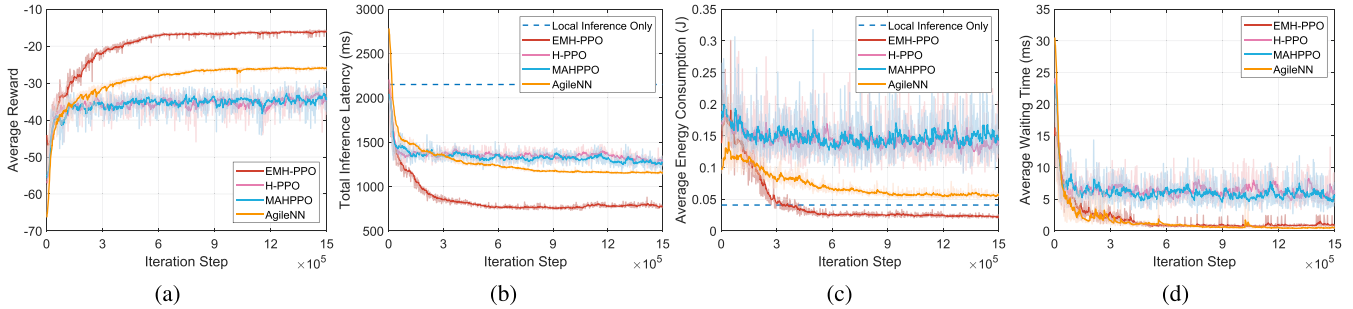 -10
-20
-30
-40
-50
-60
-70
Average Reward
EMH-PPO
H-PPO
MAHPPO
AgileNN
0 3 6 9 12 15
Iteration Step
×10^5
(a)
3000
2500
2000
1500
1000
500
Total Inference Latency (ms)
Local Inference Only
EMH-PPO
H-PPO
MAHPPO
AgileNN
0 3 6 9 12 15
Iteration Step
×10^5
(b)
0.35
0.3
0.25
0.2
0.15
0.1
0.05
0
Average Energy Consumption (J)
Local Inference Only
EMH-PPO
H-PPO
MAHPPO
AgileNN
0 3 6 9 12 15
Iteration Step
×10^5
(c)
35
30
25
20
15
10
5
0
Average Waiting Time (ms)
EMH-PPO
H-PPO
MAHPPO
AgileNN
0 3 6 9 12 15
Iteration Step
×10^5
(d)